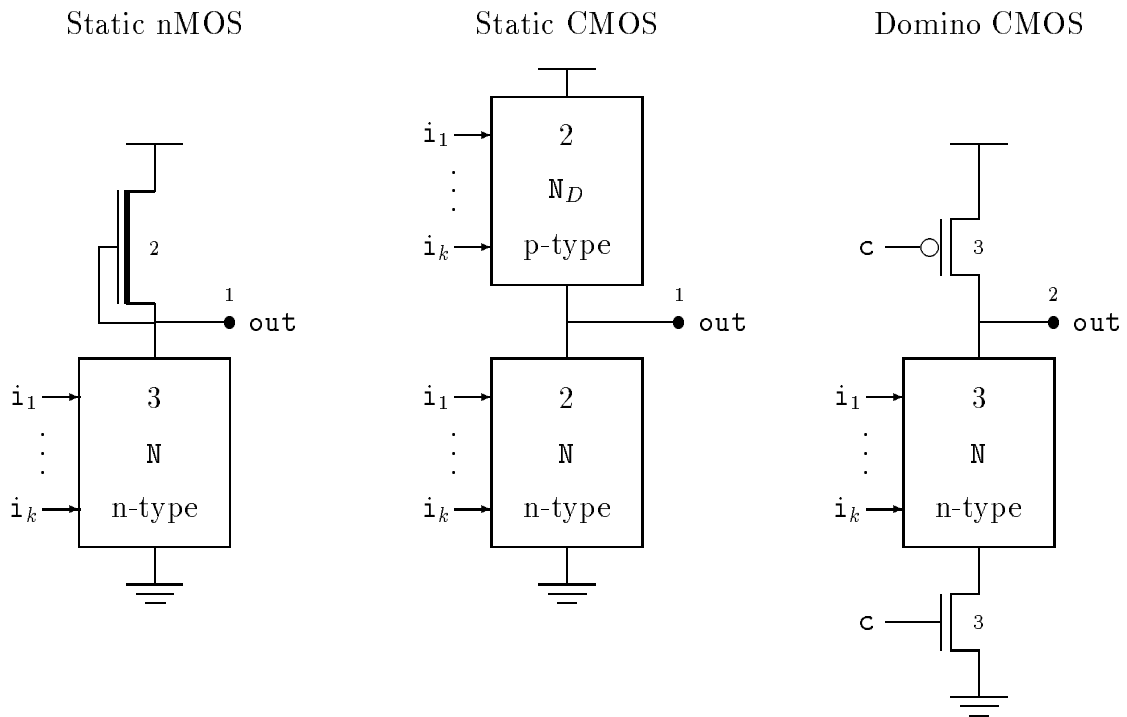 Static nMOS
Static CMOS
Domino CMOS
2
1
out
i1
⋮
ik
3
N
n-type
i1
⋮
ik
2
N_D
p-type
1
out
i1
⋮
ik
2
N
n-type
c
3
2
out
i1
⋮
ik
3
N
n-type
c
3